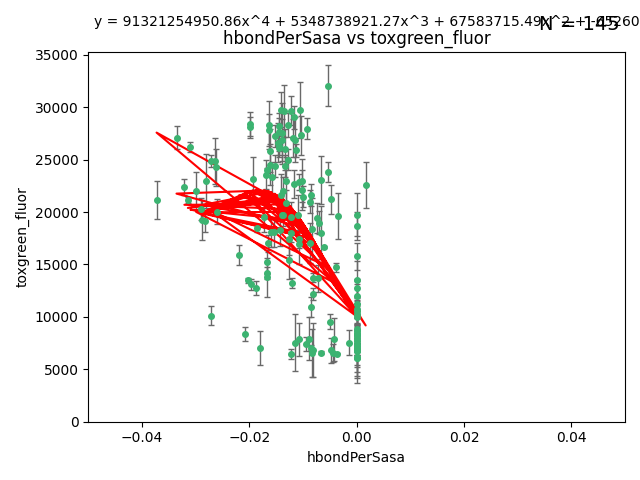 y = 91321254950.86x^4 + 5348738921.27x^3 + 67583715.49x^2 +
N = 145
hbondPerSasa vs toxgreen_fluor
35000
30000
25000
20000
15000
10000
5000
0
toxgreen_fluor
−0.04
−0.02
0.00
0.02
0.04
hbondPerSasa